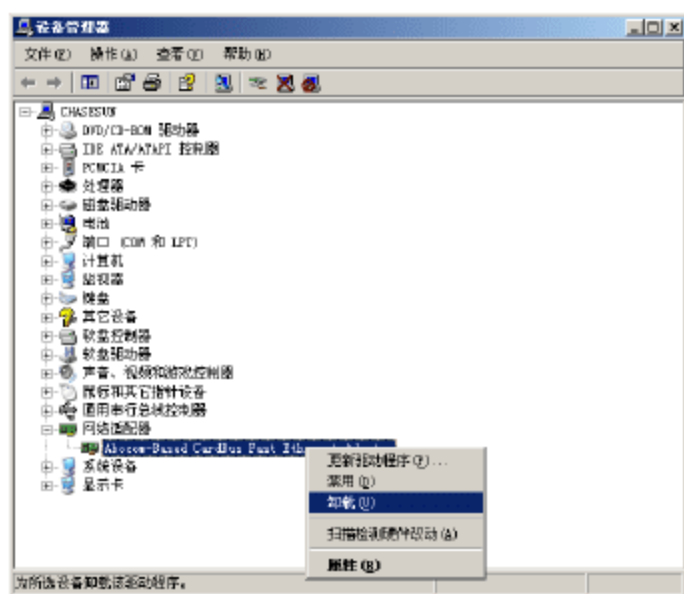 设备管理器
文件(F) 操作(A) 查看(V) 帮助(H)
CHASESUN
DVD/CD-ROM 驱动器
IDE ATA/ATAPI 控制器
PCMCIA 卡
处理器
磁盘驱动器
电池
端口 (COM 和 LPT)
计算机
监视器
键盘
其它设备
软盘控制器
软盘驱动器
声音、视频和游戏控制器
鼠标和其它指针设备
通用串行总线控制器
网络适配器
Abocom-Based CardBus Fast
系统设备
显示卡
更新驱动程序(P)...
禁用(D)
卸载(U)
扫描检测硬件改动(A)
属性(R)
为所选设备卸载该驱动程序。